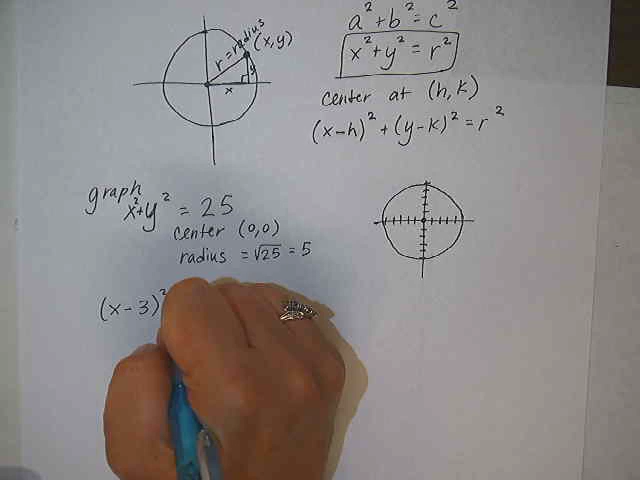 a² + b² = c²
x² + y² = r²
r = radius
(x, y)
y
x
center at (h, k)
(x-h)² + (y-k)² = r²
graph
x² + y² = 25
center (0,0)
radius = √25 = 5
(x-3)²